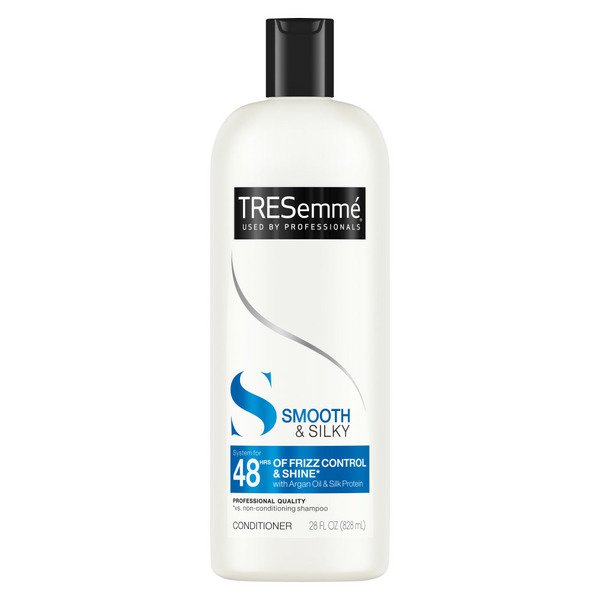 TRESemmé®
USED BY PROFESSIONALS
S
SMOOTH
& SILKY
System for
48 HRS OF FRIZZ CONTROL
& SHINE*
with Argan Oil & Silk Protein
PROFESSIONAL QUALITY
*vs. non-conditioning shampoo
CONDITIONER 28 FL OZ (828 mL)